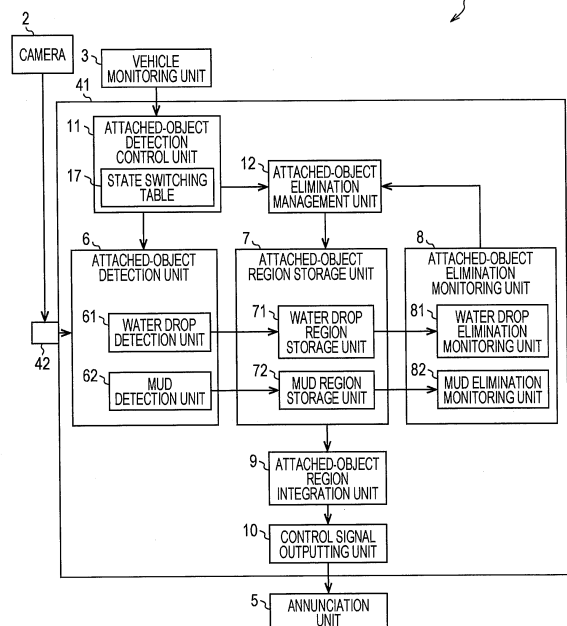 2
CAMERA
3
VEHICLE
MONITORING UNIT
41
11
ATTACHED-OBJECT
DETECTION
CONTROL UNIT
17
STATE SWITCHING
TABLE
12
ATTACHED-OBJECT
ELIMINATION
MANAGEMENT UNIT
6
ATTACHED-OBJECT
DETECTION UNIT
61
WATER DROP
DETECTION UNIT
62
MUD
DETECTION UNIT
42
7
ATTACHED-OBJECT
REGION STORAGE UNIT
71
WATER DROP
REGION
STORAGE UNIT
72
MUD REGION
STORAGE UNIT
8
ATTACHED-OBJECT
ELIMINATION
MONITORING UNIT
81
WATER DROP
ELIMINATION
MONITORING UNIT
82
MUD ELIMINATION
MONITORING UNIT
9
ATTACHED-OBJECT
REGION
INTEGRATION UNIT
10
CONTROL SIGNAL
OUTPUTTING UNIT
5
ANNUNCIATION
UNIT